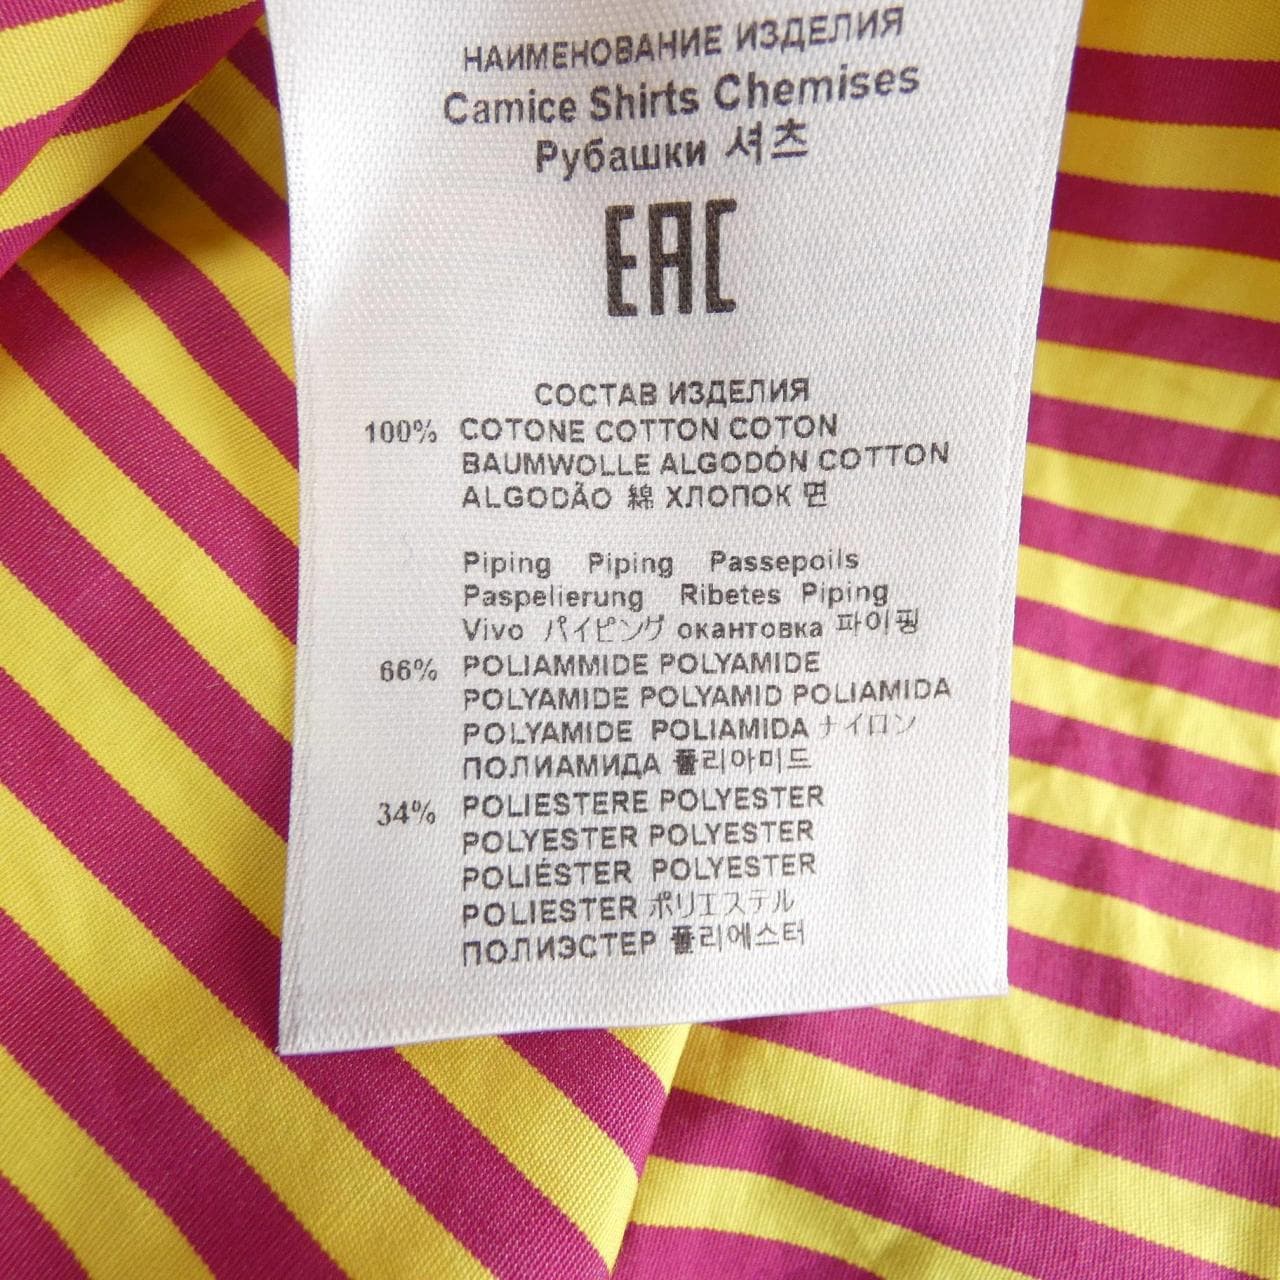 НАИМЕНОВАНИЕ ИЗДЕЛИЯ
Camice Shirts Chemises
Рубашки 셔츠
EAC
СОСТАВ ИЗДЕЛИЯ
100% COTONE COTTON COTON
BAUMWOLLE ALGODÓN COTTON
ALGODÃO 綿 ХЛОПОК 면
Piping Piping Passepoils
Paspelierung Ribetes Piping
Vivo パイピング окантовка 파이핑
66% POLIAMMIDE POLYAMIDE
POLYAMIDE POLYAMID POLIAMIDA
POLYAMIDE POLIAMIDA ナイロン
ПОЛИАМИДА 폴리아미드
34% POLIESTERE POLYESTER
POLYESTER POLYESTER
POLIÉSTER POLYESTER
POLIESTER ポリエステル
ПОЛИЭСТЕР 폴리에스터